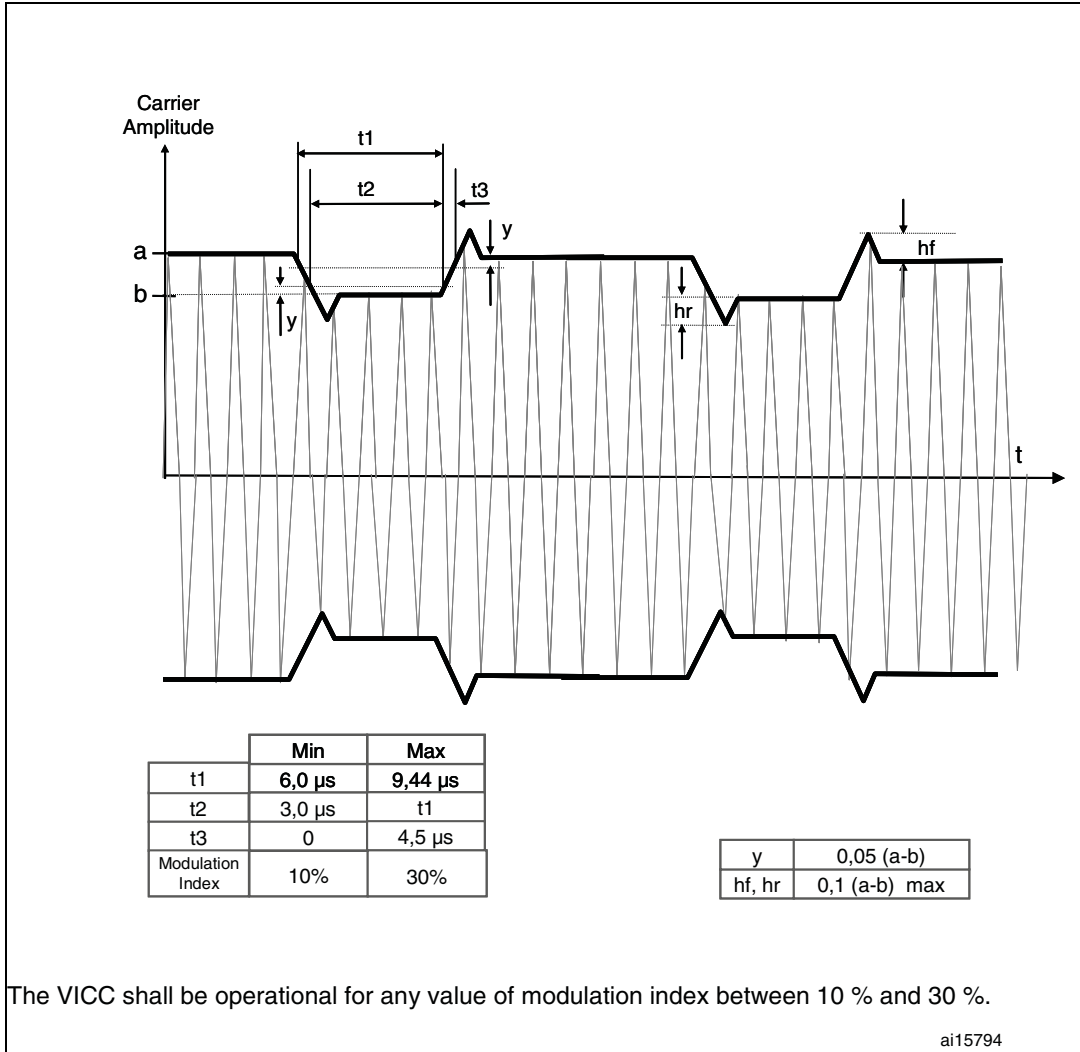 Carrier
Amplitude
t1
t2
t3
y
a
hf
b
y
hr
t
Min
Max
t1
6,0 µs
9,44 µs
t2
3,0 µs
t1
t3
0
4,5 µs
Modulation
Index
10%
30%
y
0,05 (a-b)
hf, hr
0,1 (a-b) max
The VICC shall be operational for any value of modulation index between 10 % and 30 %.
ai15794